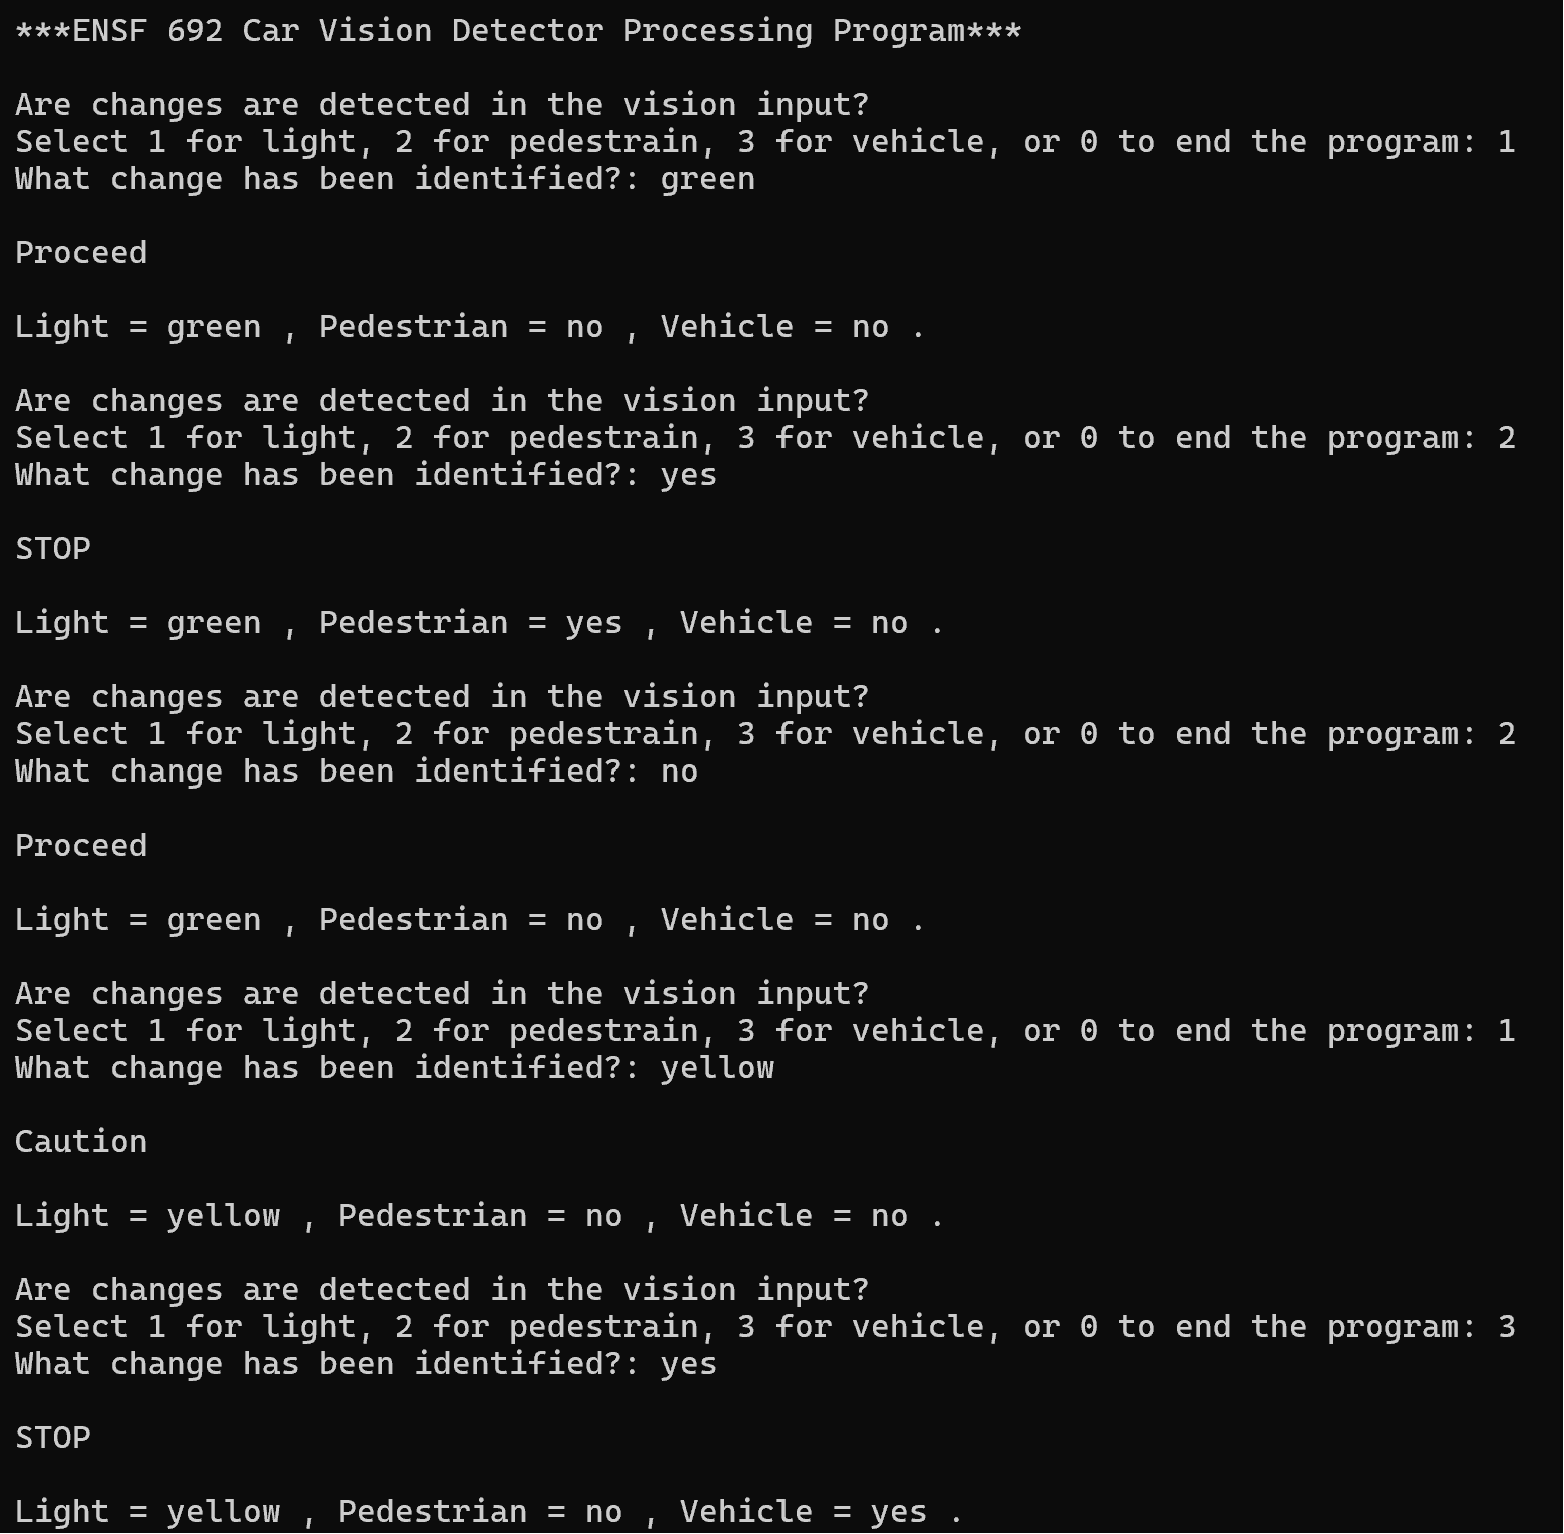 ***ENSF 692 Car Vision Detector Processing Program***
Are changes are detected in the vision input?
Select 1 for light, 2 for pedestrain, 3 for vehicle, or 0 to end the program: 1
What change has been identified?: green
Proceed
Light = green , Pedestrian = no , Vehicle = no .
Are changes are detected in the vision input?
Select 1 for light, 2 for pedestrain, 3 for vehicle, or 0 to end the program: 2
What change has been identified?: yes
STOP
Light = green , Pedestrian = yes , Vehicle = no .
Are changes are detected in the vision input?
Select 1 for light, 2 for pedestrain, 3 for vehicle, or 0 to end the program: 2
What change has been identified?: no
Proceed
Light = green , Pedestrian = no , Vehicle = no .
Are changes are detected in the vision input?
Select 1 for light, 2 for pedestrain, 3 for vehicle, or 0 to end the program: 1
What change has been identified?: yellow
Caution
Light = yellow , Pedestrian = no , Vehicle = no .
Are changes are detected in the vision input?
Select 1 for light, 2 for pedestrain, 3 for vehicle, or 0 to end the program: 3
What change has been identified?: yes
STOP
Light = yellow , Pedestrian = no , Vehicle = yes .